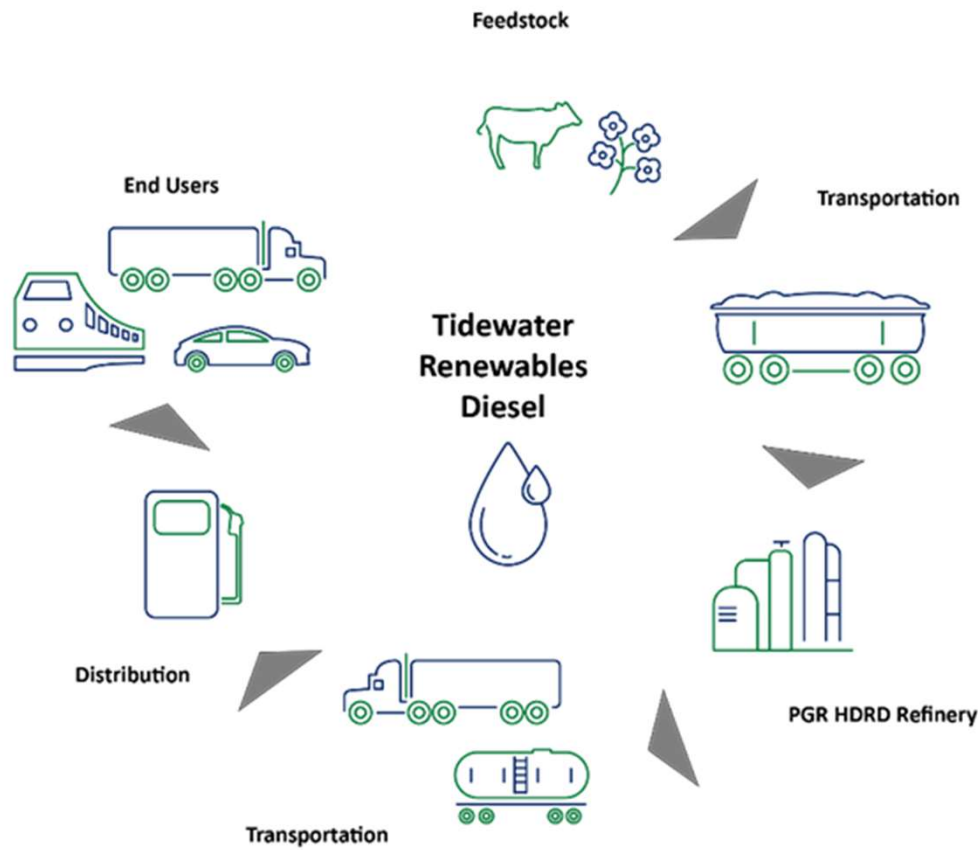 Feedstock
Transportation
End Users
Tidewater
Renewables
Diesel
Distribution
PGR HDRD Refinery
Transportation